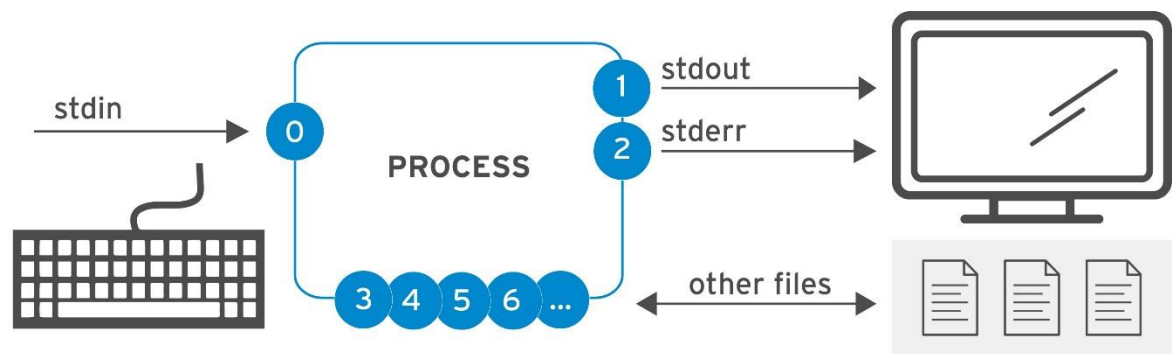 stdin
0
PROCESS
1
stdout
2
stderr
3 4 5 6 ...
other files